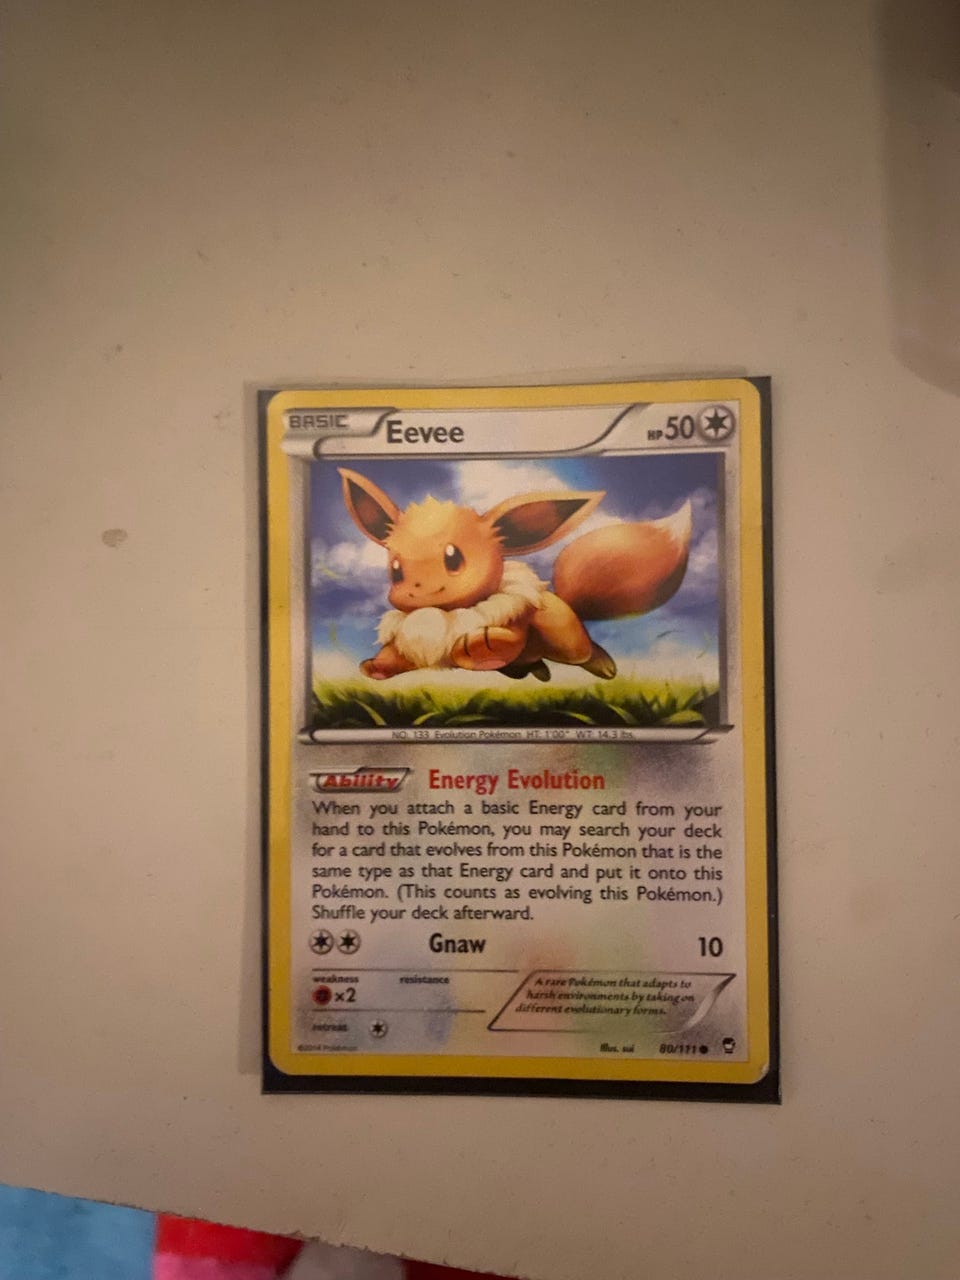 BASIC Eevee HP 50
NO. 133 Evolution Pokémon HT: 1'00" WT: 14.3 lbs.
Ability Energy Evolution
When you attach a basic Energy card from your
hand to this Pokémon, you may search your deck
for a card that evolves from this Pokémon that is the
same type as that Energy card and put it onto this
Pokémon. (This counts as evolving this Pokémon.)
Shuffle your deck afterward.
Gnaw 10
weakness resistance
x2
retreat
A rare Pokémon that adapts to
harsh environments by taking on
different evolutionary forms.
©2014 Pokémon Illus. sui 80/111